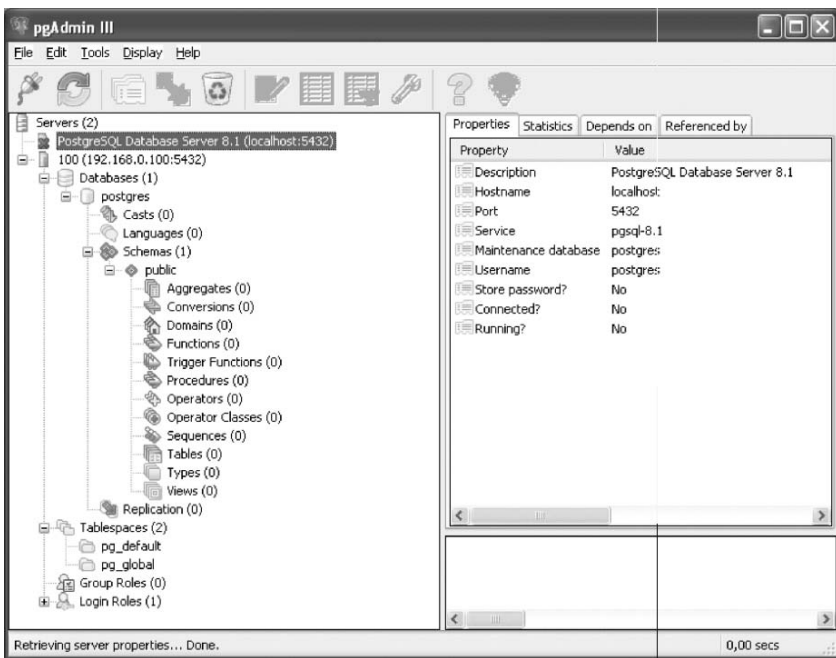 pgAdmin III
File Edit Tools Display Help
Servers (2)
PostgreSQL Database Server 8.1 (localhost:5432)
100 (192.168.0.100:5432)
Databases (1)
postgres
Casts (0)
Languages (0)
Schemas (1)
public
Aggregates (0)
Conversions (0)
Domains (0)
Functions (0)
Trigger Functions (0)
Procedures (0)
Operators (0)
Operator Classes (0)
Sequences (0)
Tables (0)
Types (0)
Views (0)
Replication (0)
Tablespaces (2)
pg_default
pg_global
Group Roles (0)
Login Roles (1)
Properties Statistics Depends on Referenced by
Property Value
Description PostgreSQL Database Server 8.1
Hostname localhost
Port 5432
Service pgsql-8.1
Maintenance database postgres
Username postgres
Store password? No
Connected? No
Running? No
Retrieving server properties... Done. 0,00 secs